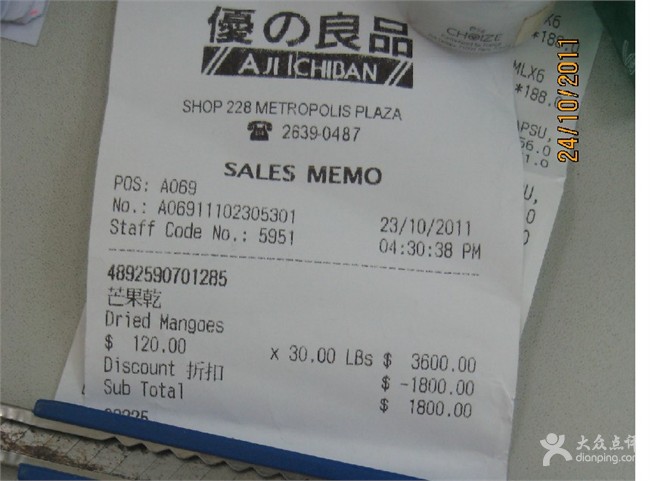 優の良品
AJI ICHIBAN
SHOP 228 METROPOLIS PLAZA
☎ 2639-0487
SALES MEMO
POS: A069
No.: A06911102305301 23/10/2011
Staff Code No.: 5951 04:30:38 PM
4892590701285
芒果乾
Dried Mangoes
$ 120.00 x 30.00 LBs $ 3600.00
Discount 折扣 $ -1800.00
Sub Total $ 1800.00
CHOIZE
MLX6
*188.
24/10/2011
大众点评
dianping.com